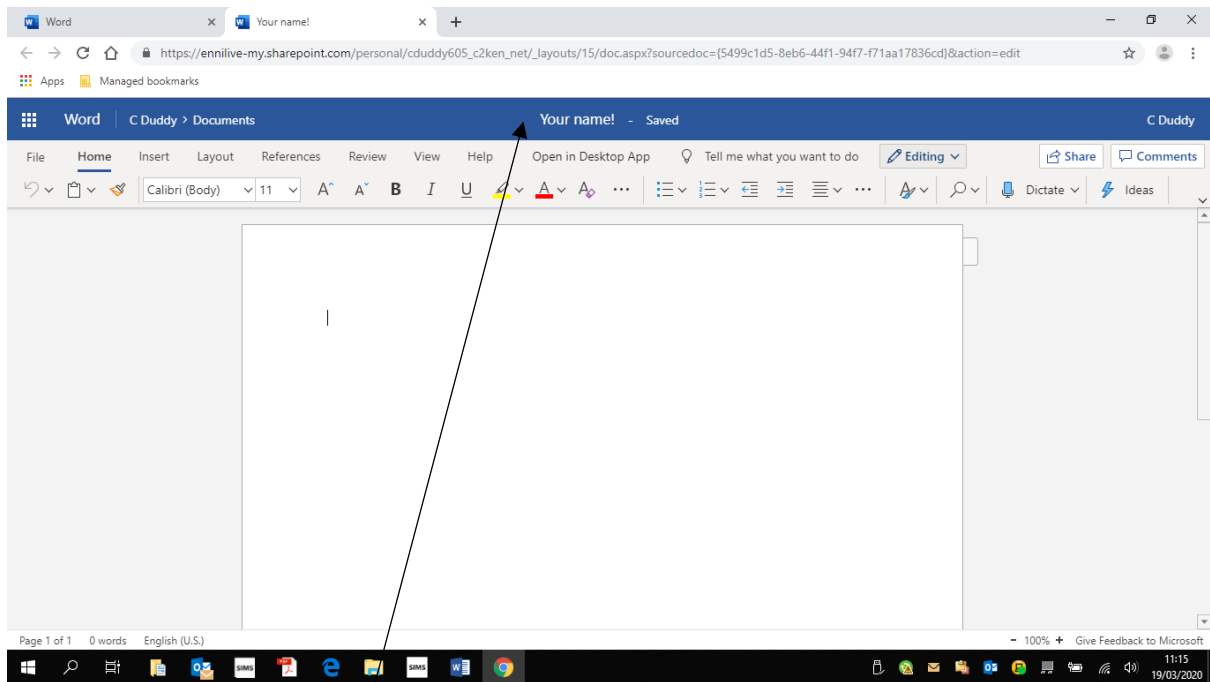 Word Your name!
https://ennilive-my.sharepoint.com/personal/cduddy605_c2ken_net/_layouts/15/doc.aspx?sourcedoc={5499c1d5-8eb6-44f1-94f7-f71aa17836cd}&action=edit
Apps Managed bookmarks
Word C Duddy > Documents Your name! - Saved C Duddy
File Home Insert Layout References Review View Help Open in Desktop App Tell me what you want to do Editing Share Comments
Calibri (Body) 11 A A B I U A A Dictate Ideas
Page 1 of 1 0 words English (U.S.) - 100% + Give Feedback to Microsoft
SIMS SIMS 11:15
19/03/2020